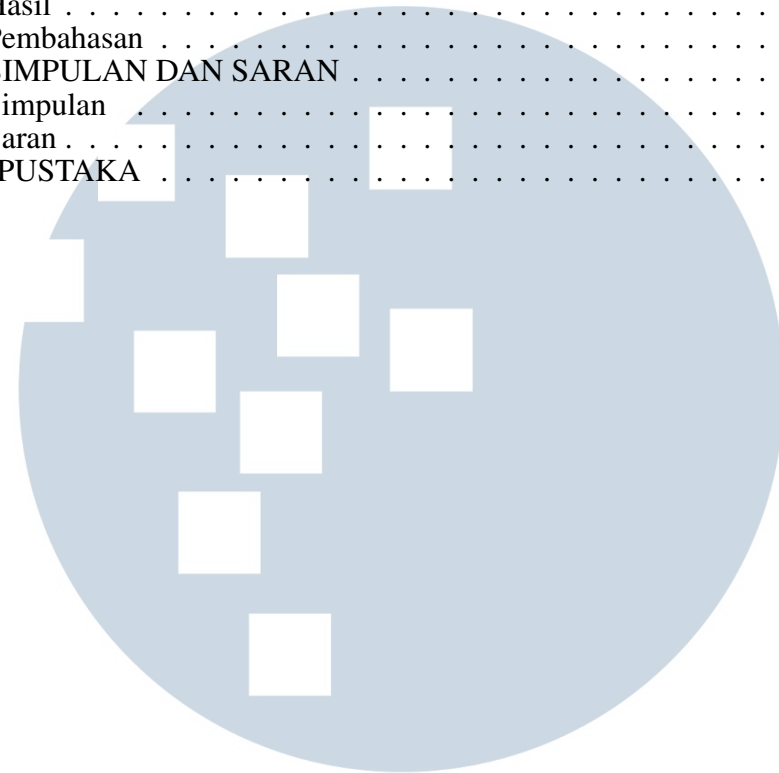 Hasil . . . . . . . . . . . . . . . . . . . . . . . . . . . . . .
Pembahasan . . . . . . . . . . . . . . . . . . . . . . . . . .
SIMPULAN DAN SARAN . . . . . . . . . . . . . . . . . .
Simpulan . . . . . . . . . . . . . . . . . . . . . . . . . . .
Saran . . . . . . . . . . . . . . . . . . . . . . . . . . . . . .
PUSTAKA . . . . . . . . . . . . . . . . . . . . . . . . . .